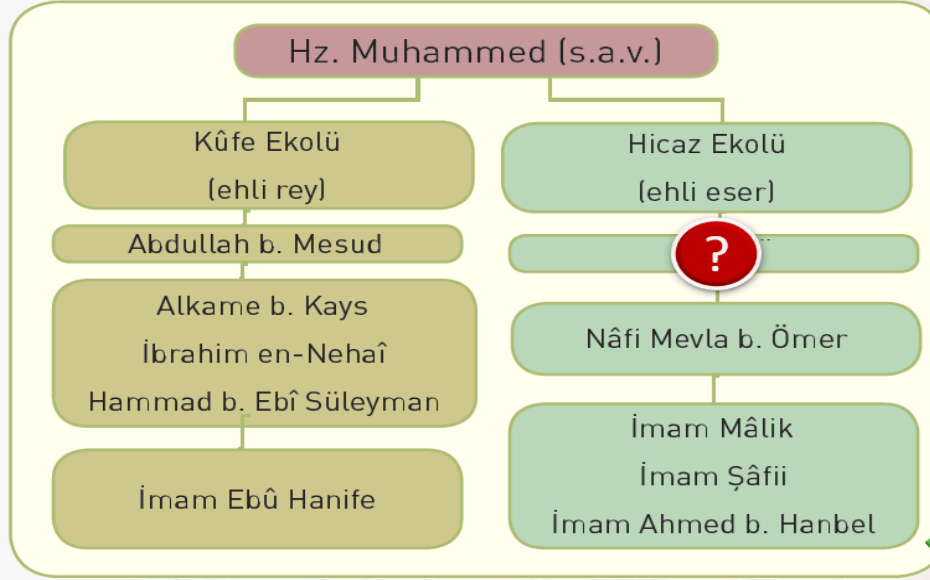 Hz. Muhammed (s.a.v.)
Kûfe Ekolü
(ehli rey)
Abdullah b. Mesud
Alkame b. Kays
İbrahim en-Nehaî
Hammad b. Ebî Süleyman
İmam Ebû Hanife
Hicaz Ekolü
(ehli eser)
?
Nâfi Mevla b. Ömer
İmam Mâlik
İmam Şâfii
İmam Ahmed b. Hanbel